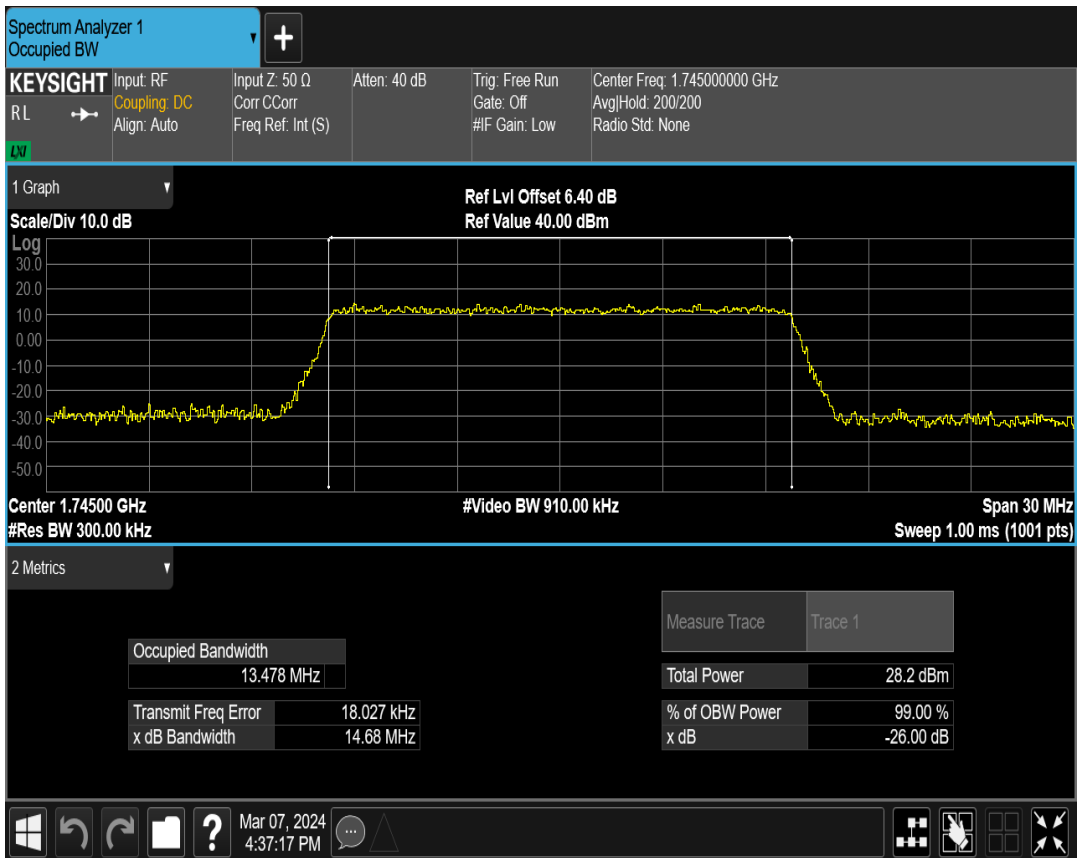 Spectrum Analyzer 1
Occupied BW
+
KEYSIGHT Input: RF Input Z: 50 Ω Atten: 40 dB Trig: Free Run Center Freq: 1.745000000 GHz
Coupling: DC Corr CCorr Gate: Off Avg|Hold: 200/200
RL Align: Auto Freq Ref: Int (S) #IF Gain: Low Radio Std: None
LXI
1 Graph
Ref Lvl Offset 6.40 dB
Scale/Div 10.0 dB Ref Value 40.00 dBm
Log
30.0
20.0
10.0
0.00
-10.0
-20.0
-30.0
-40.0
-50.0
Center 1.74500 GHz #Video BW 910.00 kHz Span 30 MHz
#Res BW 300.00 kHz Sweep 1.00 ms (1001 pts)
2 Metrics
Measure Trace Trace 1
Occupied Bandwidth
13.478 MHz Total Power 28.2 dBm
Transmit Freq Error 18.027 kHz % of OBW Power 99.00 %
x dB Bandwidth 14.68 MHz x dB -26.00 dB
? Mar 07, 2024
4:37:17 PM